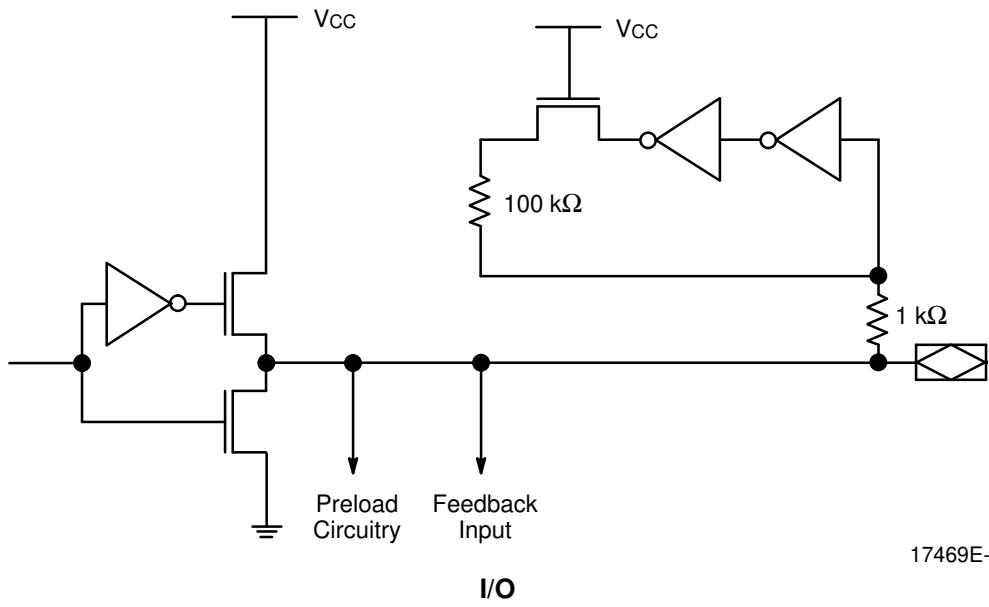 VCC
VCC
100 kΩ
1 kΩ
Preload
Circuitry
Feedback
Input
17469E-
I/O